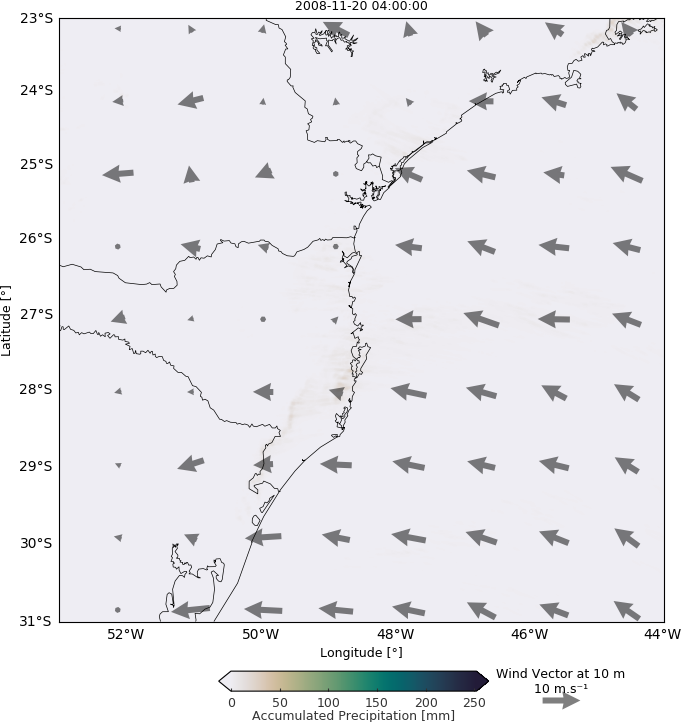 2008-11-20 04:00:00
23°S
24°S
25°S
26°S
27°S
28°S
29°S
30°S
31°S
Latitude [°]
52°W 50°W 48°W 46°W 44°W
Longitude [°]
0 50 100 150 200 250
Accumulated Precipitation [mm]
Wind Vector at 10 m
10 m.s⁻¹